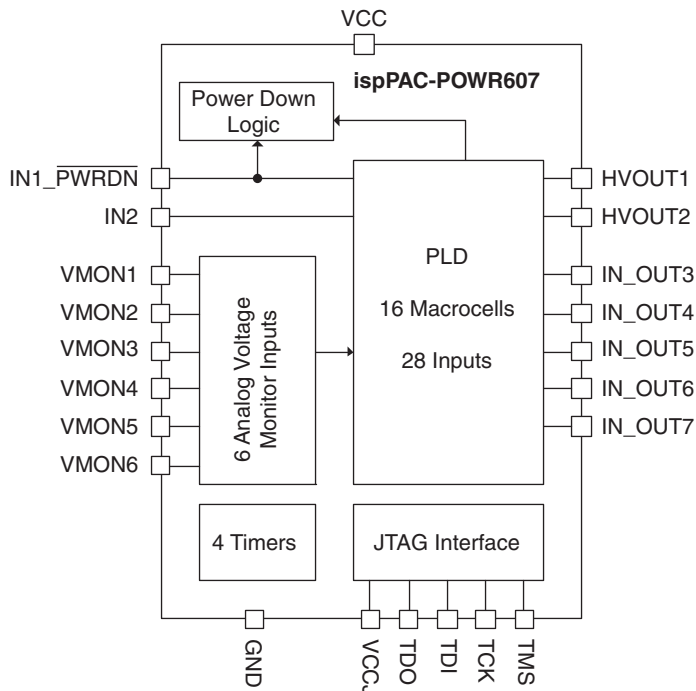 VCC
ispPAC-POWR607
Power Down
Logic
IN1_PWRDN
IN2
VMON1
VMON2
VMON3
VMON4
VMON5
VMON6
6 Analog Voltage
Monitor Inputs
PLD
16 Macrocells
28 Inputs
HVOUT1
HVOUT2
IN_OUT3
IN_OUT4
IN_OUT5
IN_OUT6
IN_OUT7
4 Timers
JTAG Interface
GND
VCCJ
TDO
TDI
TCK
TMS